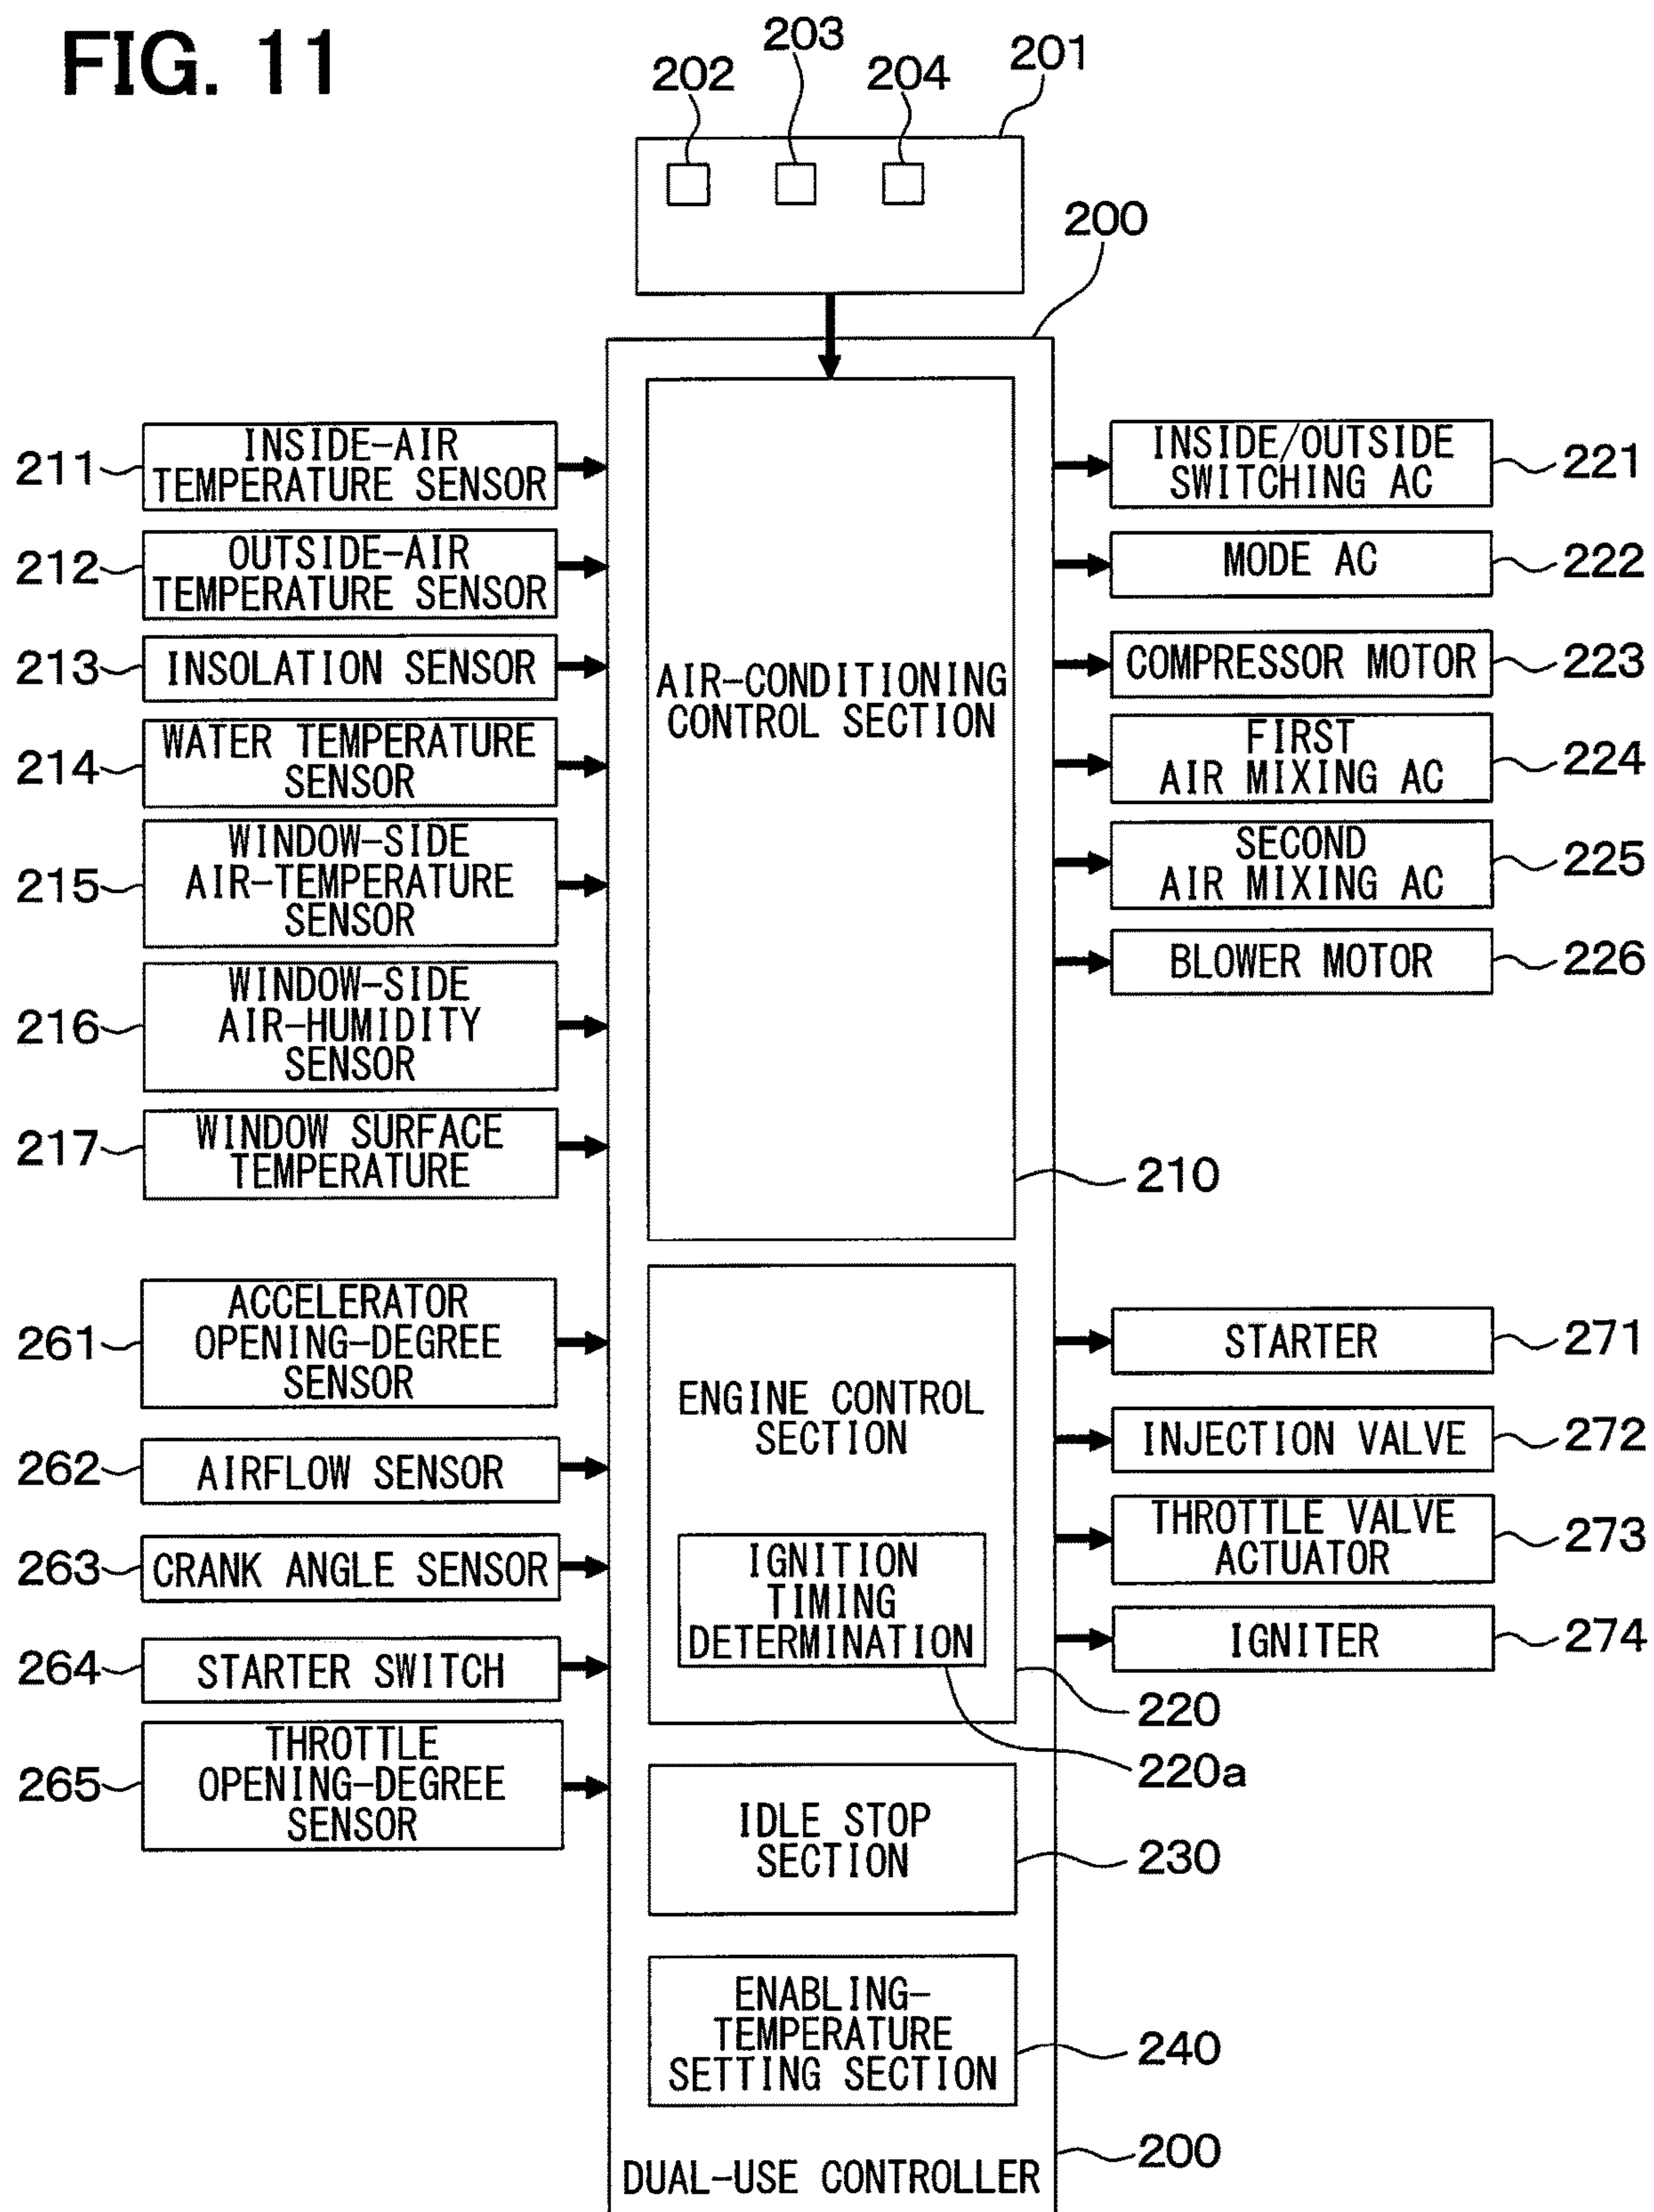 FIG. 11
202
203
204
201
200
211
INSIDE-AIR
TEMPERATURE SENSOR
212
OUTSIDE-AIR
TEMPERATURE SENSOR
213
INSOLATION SENSOR
214
WATER TEMPERATURE
SENSOR
215
WINDOW-SIDE
AIR-TEMPERATURE
SENSOR
216
WINDOW-SIDE
AIR-HUMIDITY
SENSOR
217
WINDOW SURFACE
TEMPERATURE
261
ACCELERATOR
OPENING-DEGREE
SENSOR
262
AIRFLOW SENSOR
263
CRANK ANGLE SENSOR
264
STARTER SWITCH
265
THROTTLE
OPENING-DEGREE
SENSOR
AIR-CONDITIONING
CONTROL SECTION
210
ENGINE CONTROL
SECTION
IGNITION
TIMING
DETERMINATION
220
220a
IDLE STOP
SECTION
230
ENABLING-
TEMPERATURE
SETTING SECTION
240
200
DUAL-USE CONTROLLER
INSIDE/OUTSIDE
SWITCHING AC
221
MODE AC
222
COMPRESSOR MOTOR
223
FIRST
AIR MIXING AC
224
SECOND
AIR MIXING AC
225
BLOWER MOTOR
226
STARTER
271
INJECTION VALVE
272
THROTTLE VALVE
ACTUATOR
273
IGNITER
274